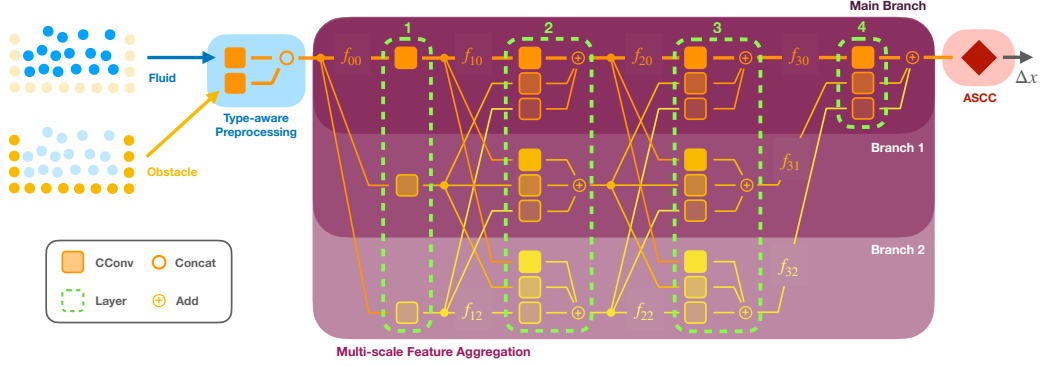 Main Branch
1
2
3
4
f00
f10
f20
f30
Fluid
Δx
ASCC
Type-aware
Preprocessing
Obstacle
Branch 1
f31
Branch 2
CConv
Concat
Layer
Add
f32
f12
f22
Multi-scale Feature Aggregation